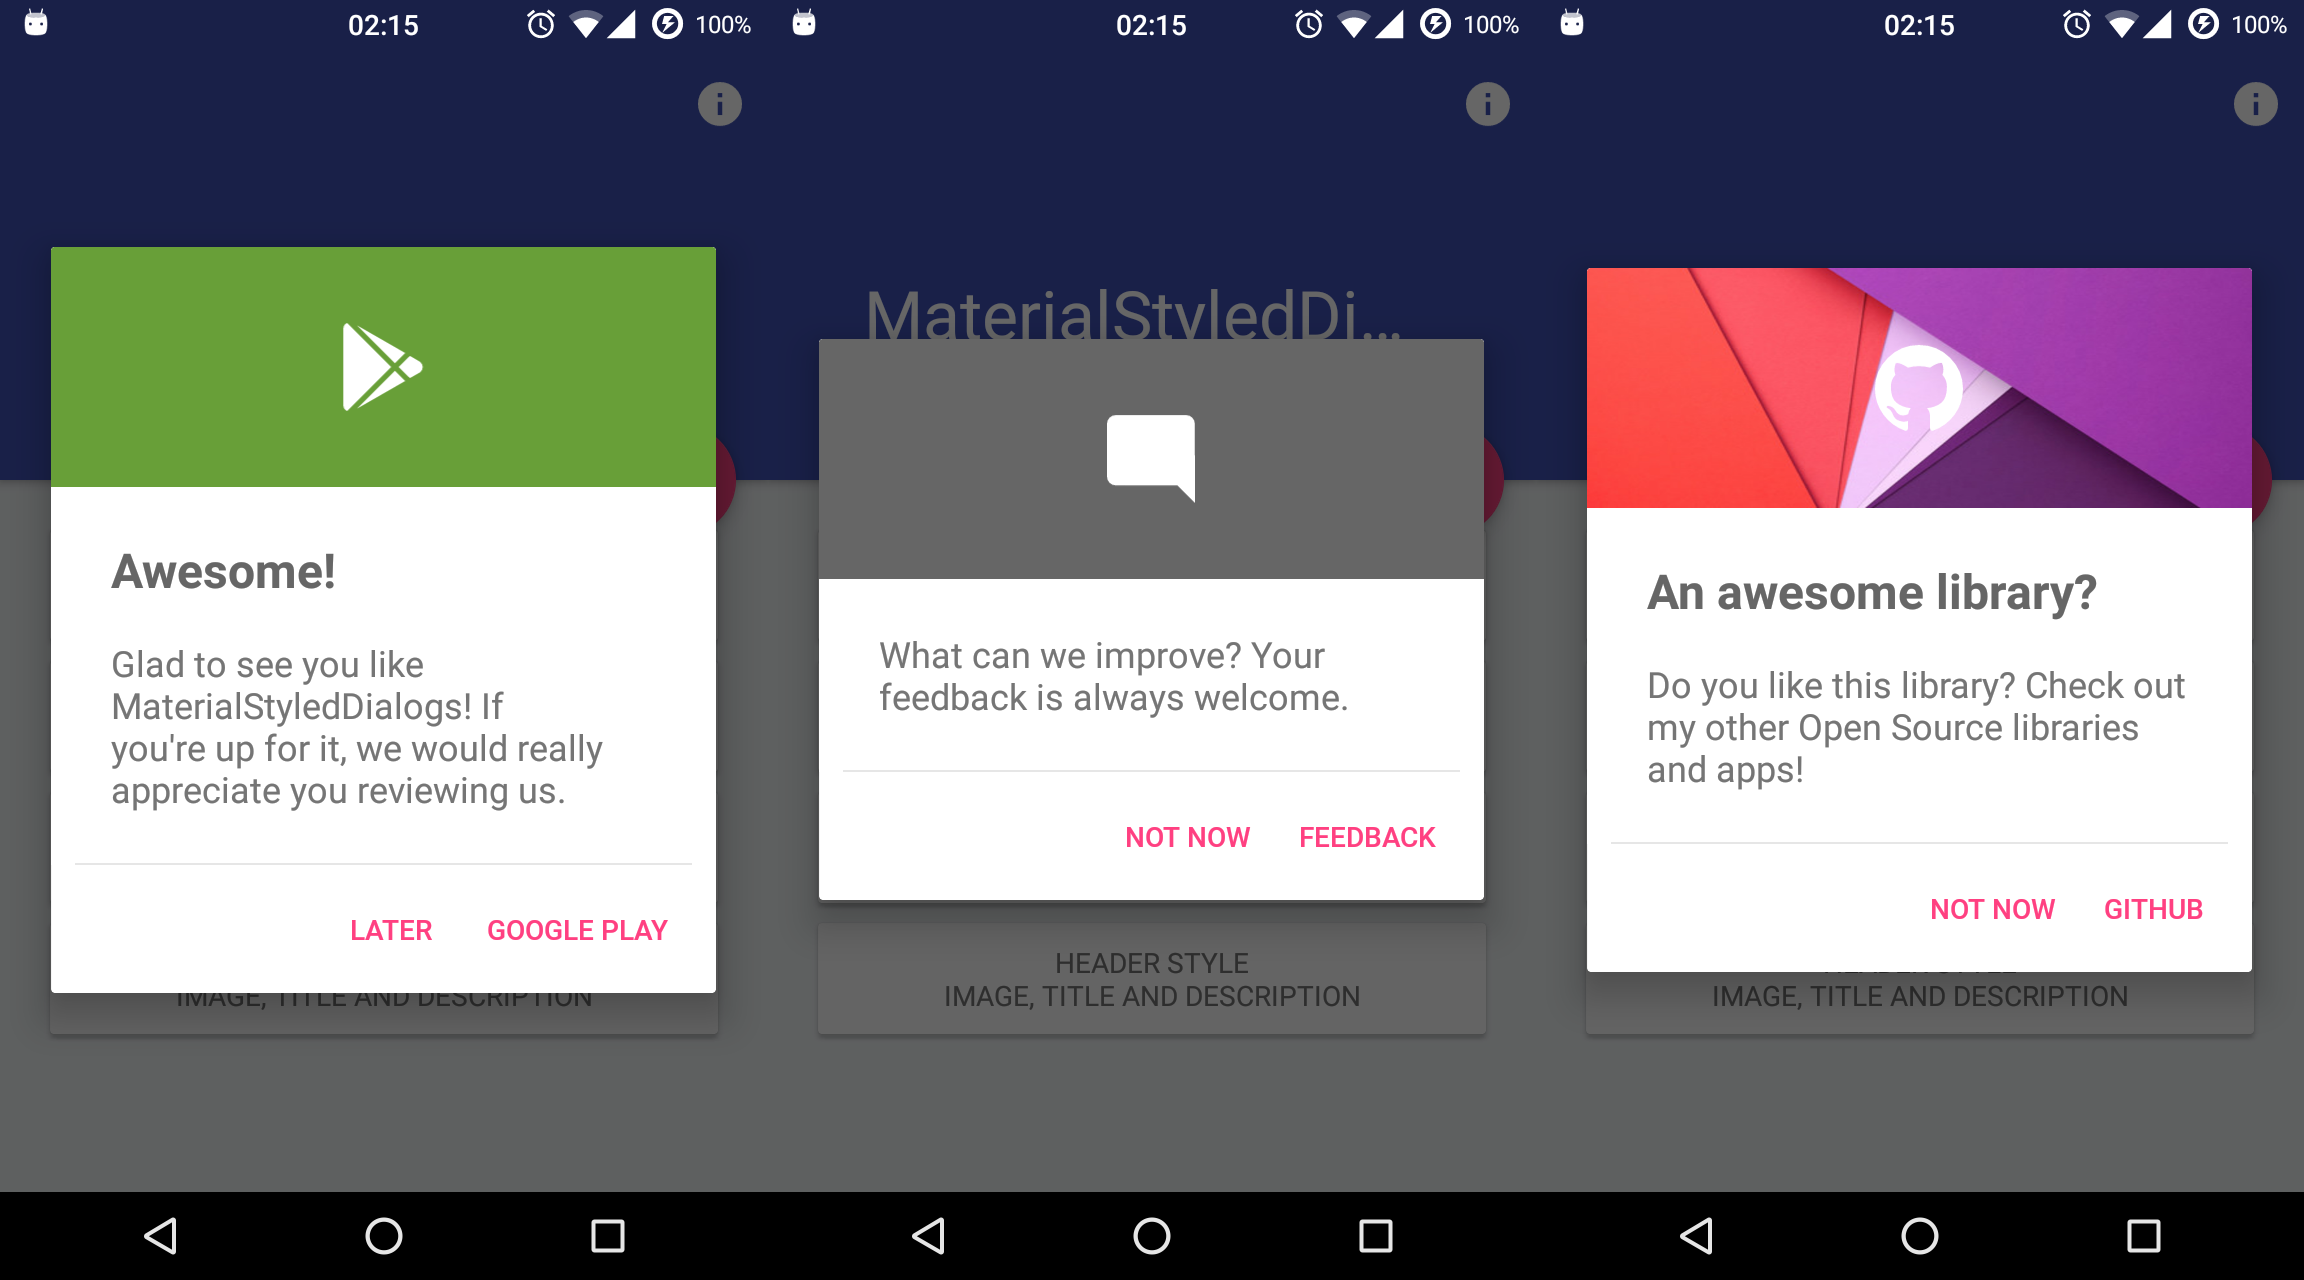 02:15
100%
Awesome!
Glad to see you like
MaterialStyledDialogs! If
you're up for it, we would really
appreciate you reviewing us.
LATER GOOGLE PLAY
IMAGE, TITLE AND DESCRIPTION
02:15
100%
MaterialStyledDi...
What can we improve? Your
feedback is always welcome.
NOT NOW FEEDBACK
HEADER STYLE
IMAGE, TITLE AND DESCRIPTION
02:15
100%
An awesome library?
Do you like this library? Check out
my other Open Source libraries
and apps!
NOT NOW GITHUB
IMAGE, TITLE AND DESCRIPTION